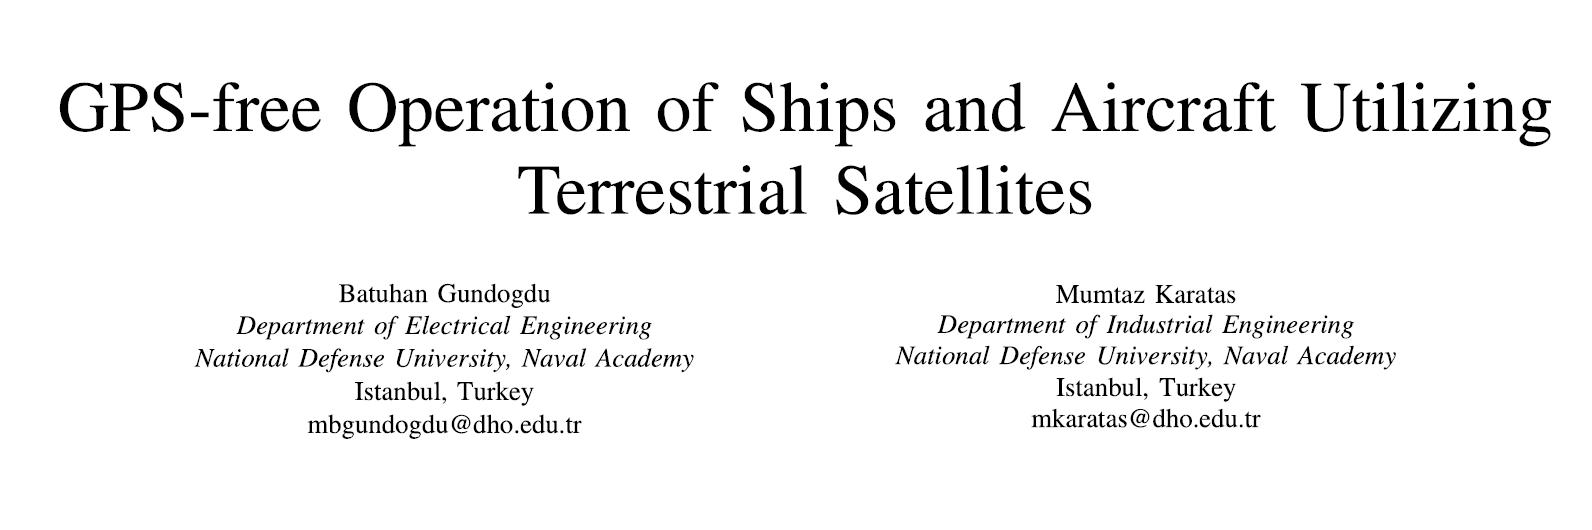 GPS-free Operation of Ships and Aircraft Utilizing
Terrestrial Satellites
Batuhan Gundogdu
Department of Electrical Engineering
National Defense University, Naval Academy
Istanbul, Turkey
mbgundogdu@dho.edu.tr
Mumtaz Karatas
Department of Industrial Engineering
National Defense University, Naval Academy
Istanbul, Turkey
mkaratas@dho.edu.tr